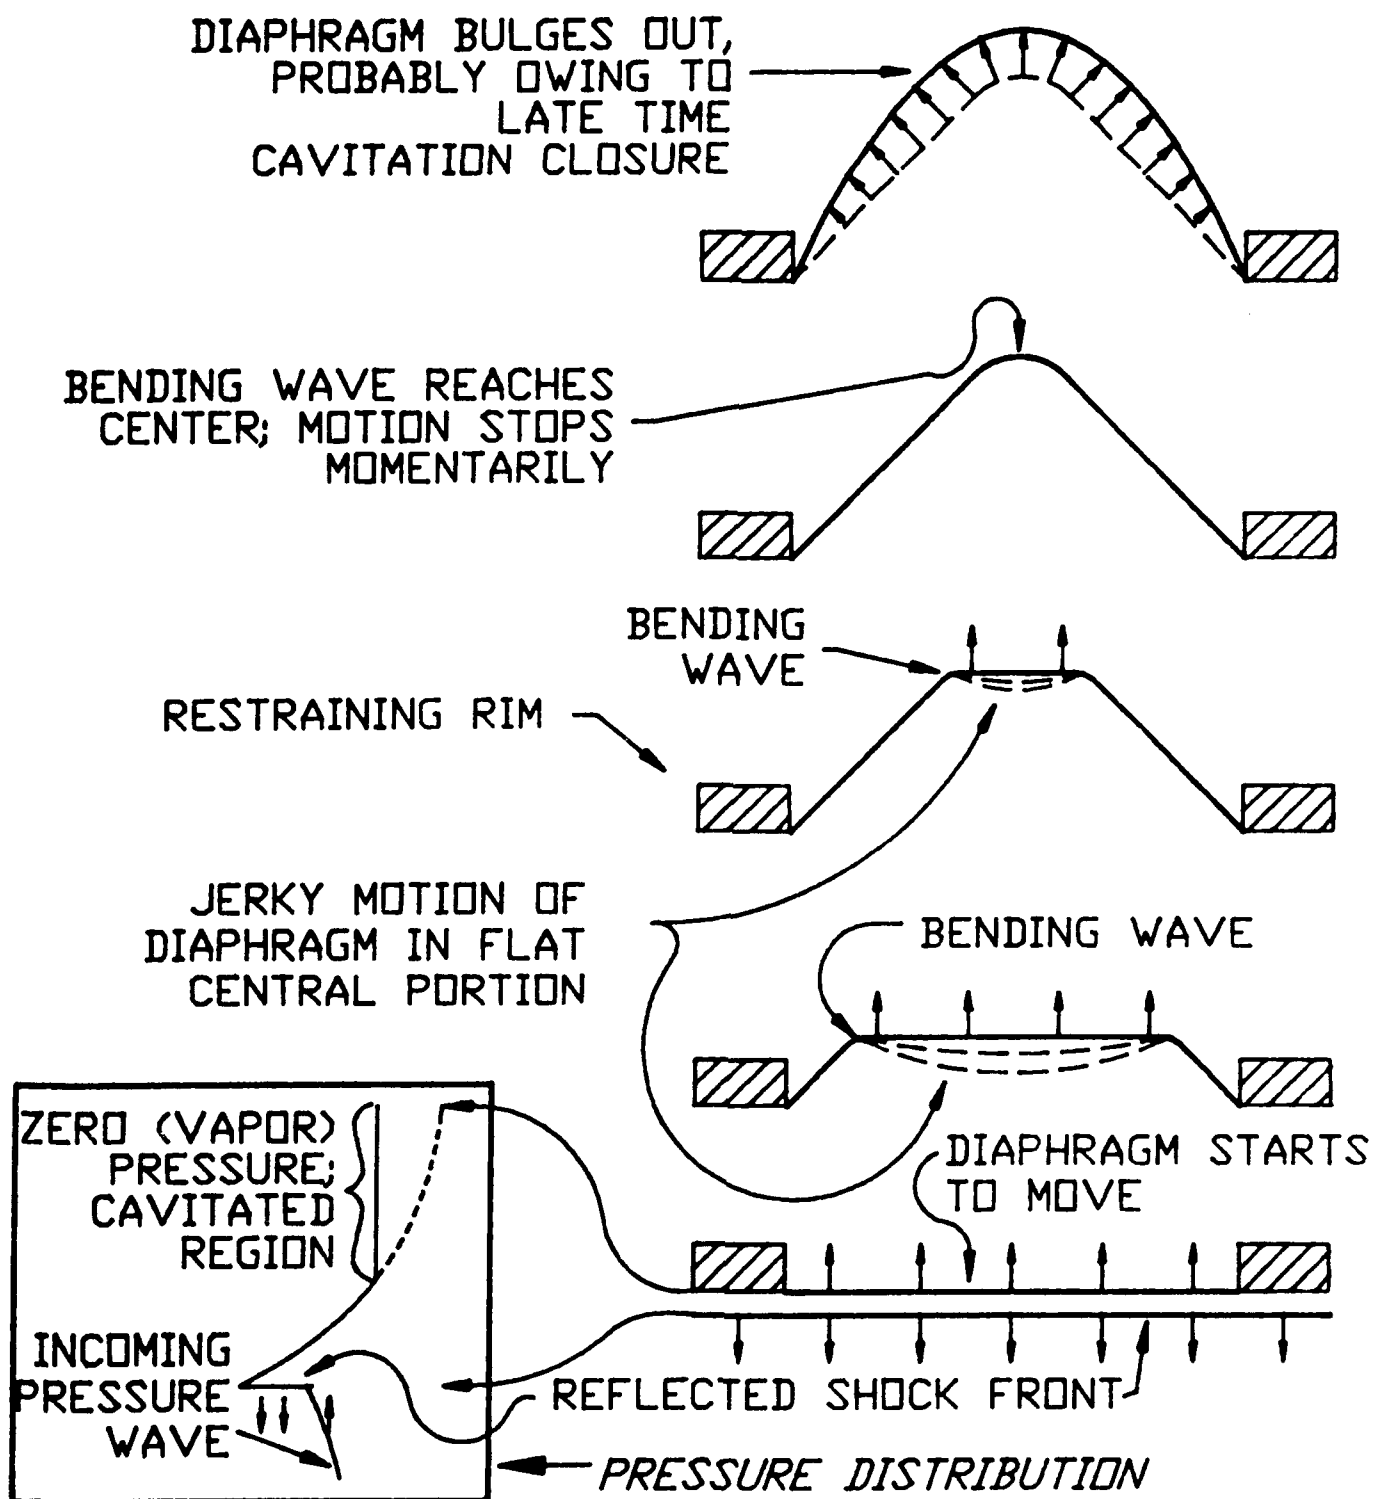 DIAPHRAGM BULGES OUT,
PROBABLY OWING TO
LATE TIME
CAVITATION CLOSURE
BENDING WAVE REACHES
CENTER; MOTION STOPS
MOMENTARILY
BENDING
WAVE
RESTRAINING RIM
JERKY MOTION OF
DIAPHRAGM IN FLAT
CENTRAL PORTION
BENDING WAVE
ZERO (VAPOR)
PRESSURE;
CAVITATED
REGION
DIAPHRAGM STARTS
TO MOVE
INCOMING
PRESSURE
WAVE
REFLECTED SHOCK FRONT
PRESSURE DISTRIBUTION